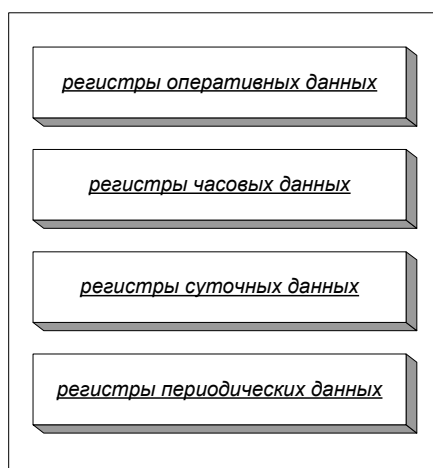 регистры оперативных данных
регистры часовых данных
регистры суточных данных
регистры периодических данных